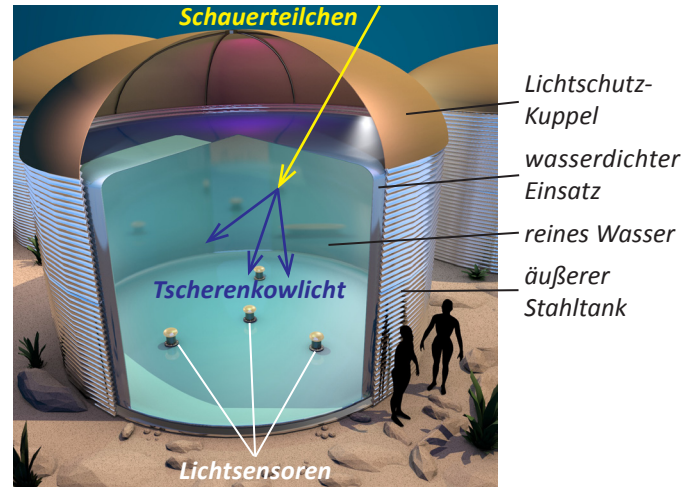 Schauerteilchen
Lichtschutz-
Kuppel
wasserdichter
Einsatz
reines Wasser
äußerer
Stahltank
Tscherenkowlicht
Lichtsensoren